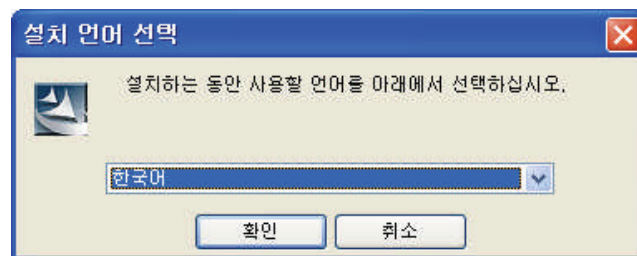 설치 언어 선택
설치하는 동안 사용할 언어를 아래에서 선택하십시오.
한국어
확인
취소